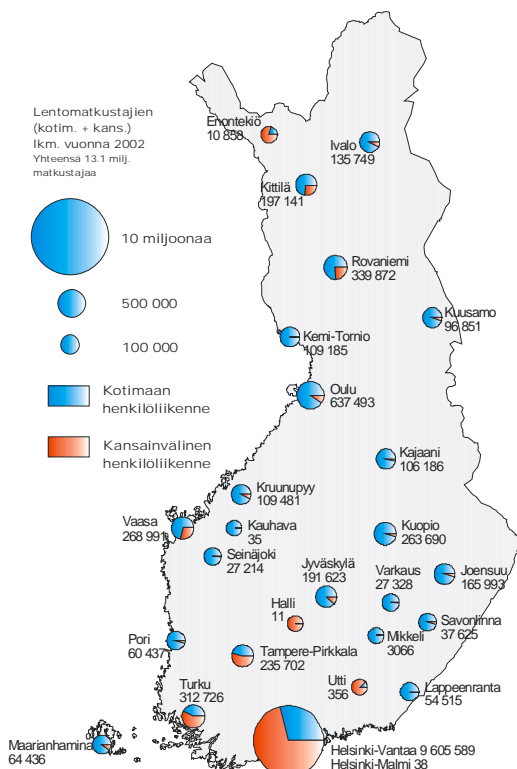 Lentomatkustajien
(kotim. + kans.)
lkm. vuonna 2002
Yhteensä 13.1 milj.
matkustajaa
10 miljoonaa
500 000
100 000
Kotimaan
henkilöliikenne
Kansainvälinen
henkilöliikenne
Enontekiö
10 858
Ivalo
135 749
Kittilä
197 141
Rovaniemi
339 872
Kuusamo
96 851
Kemi-Tornio
109 185
Oulu
637 493
Kajaani
106 186
Kruunupyy
109 481
Vaasa
268 991
Kauhava
35
Kuopio
263 690
Seinäjoki
27 214
Jyväskylä
191 623
Varkaus
27 328
Joensuu
165 993
Halli
11
Savonlinna
37 625
Mikkeli
3066
Pori
60 437
Tampere-Pirkkala
235 702
Utti
356
Lappeenranta
54 515
Turku
312 726
Maarianhamina
64 436
Helsinki-Vantaa 9 605 589
Helsinki-Malmi 38